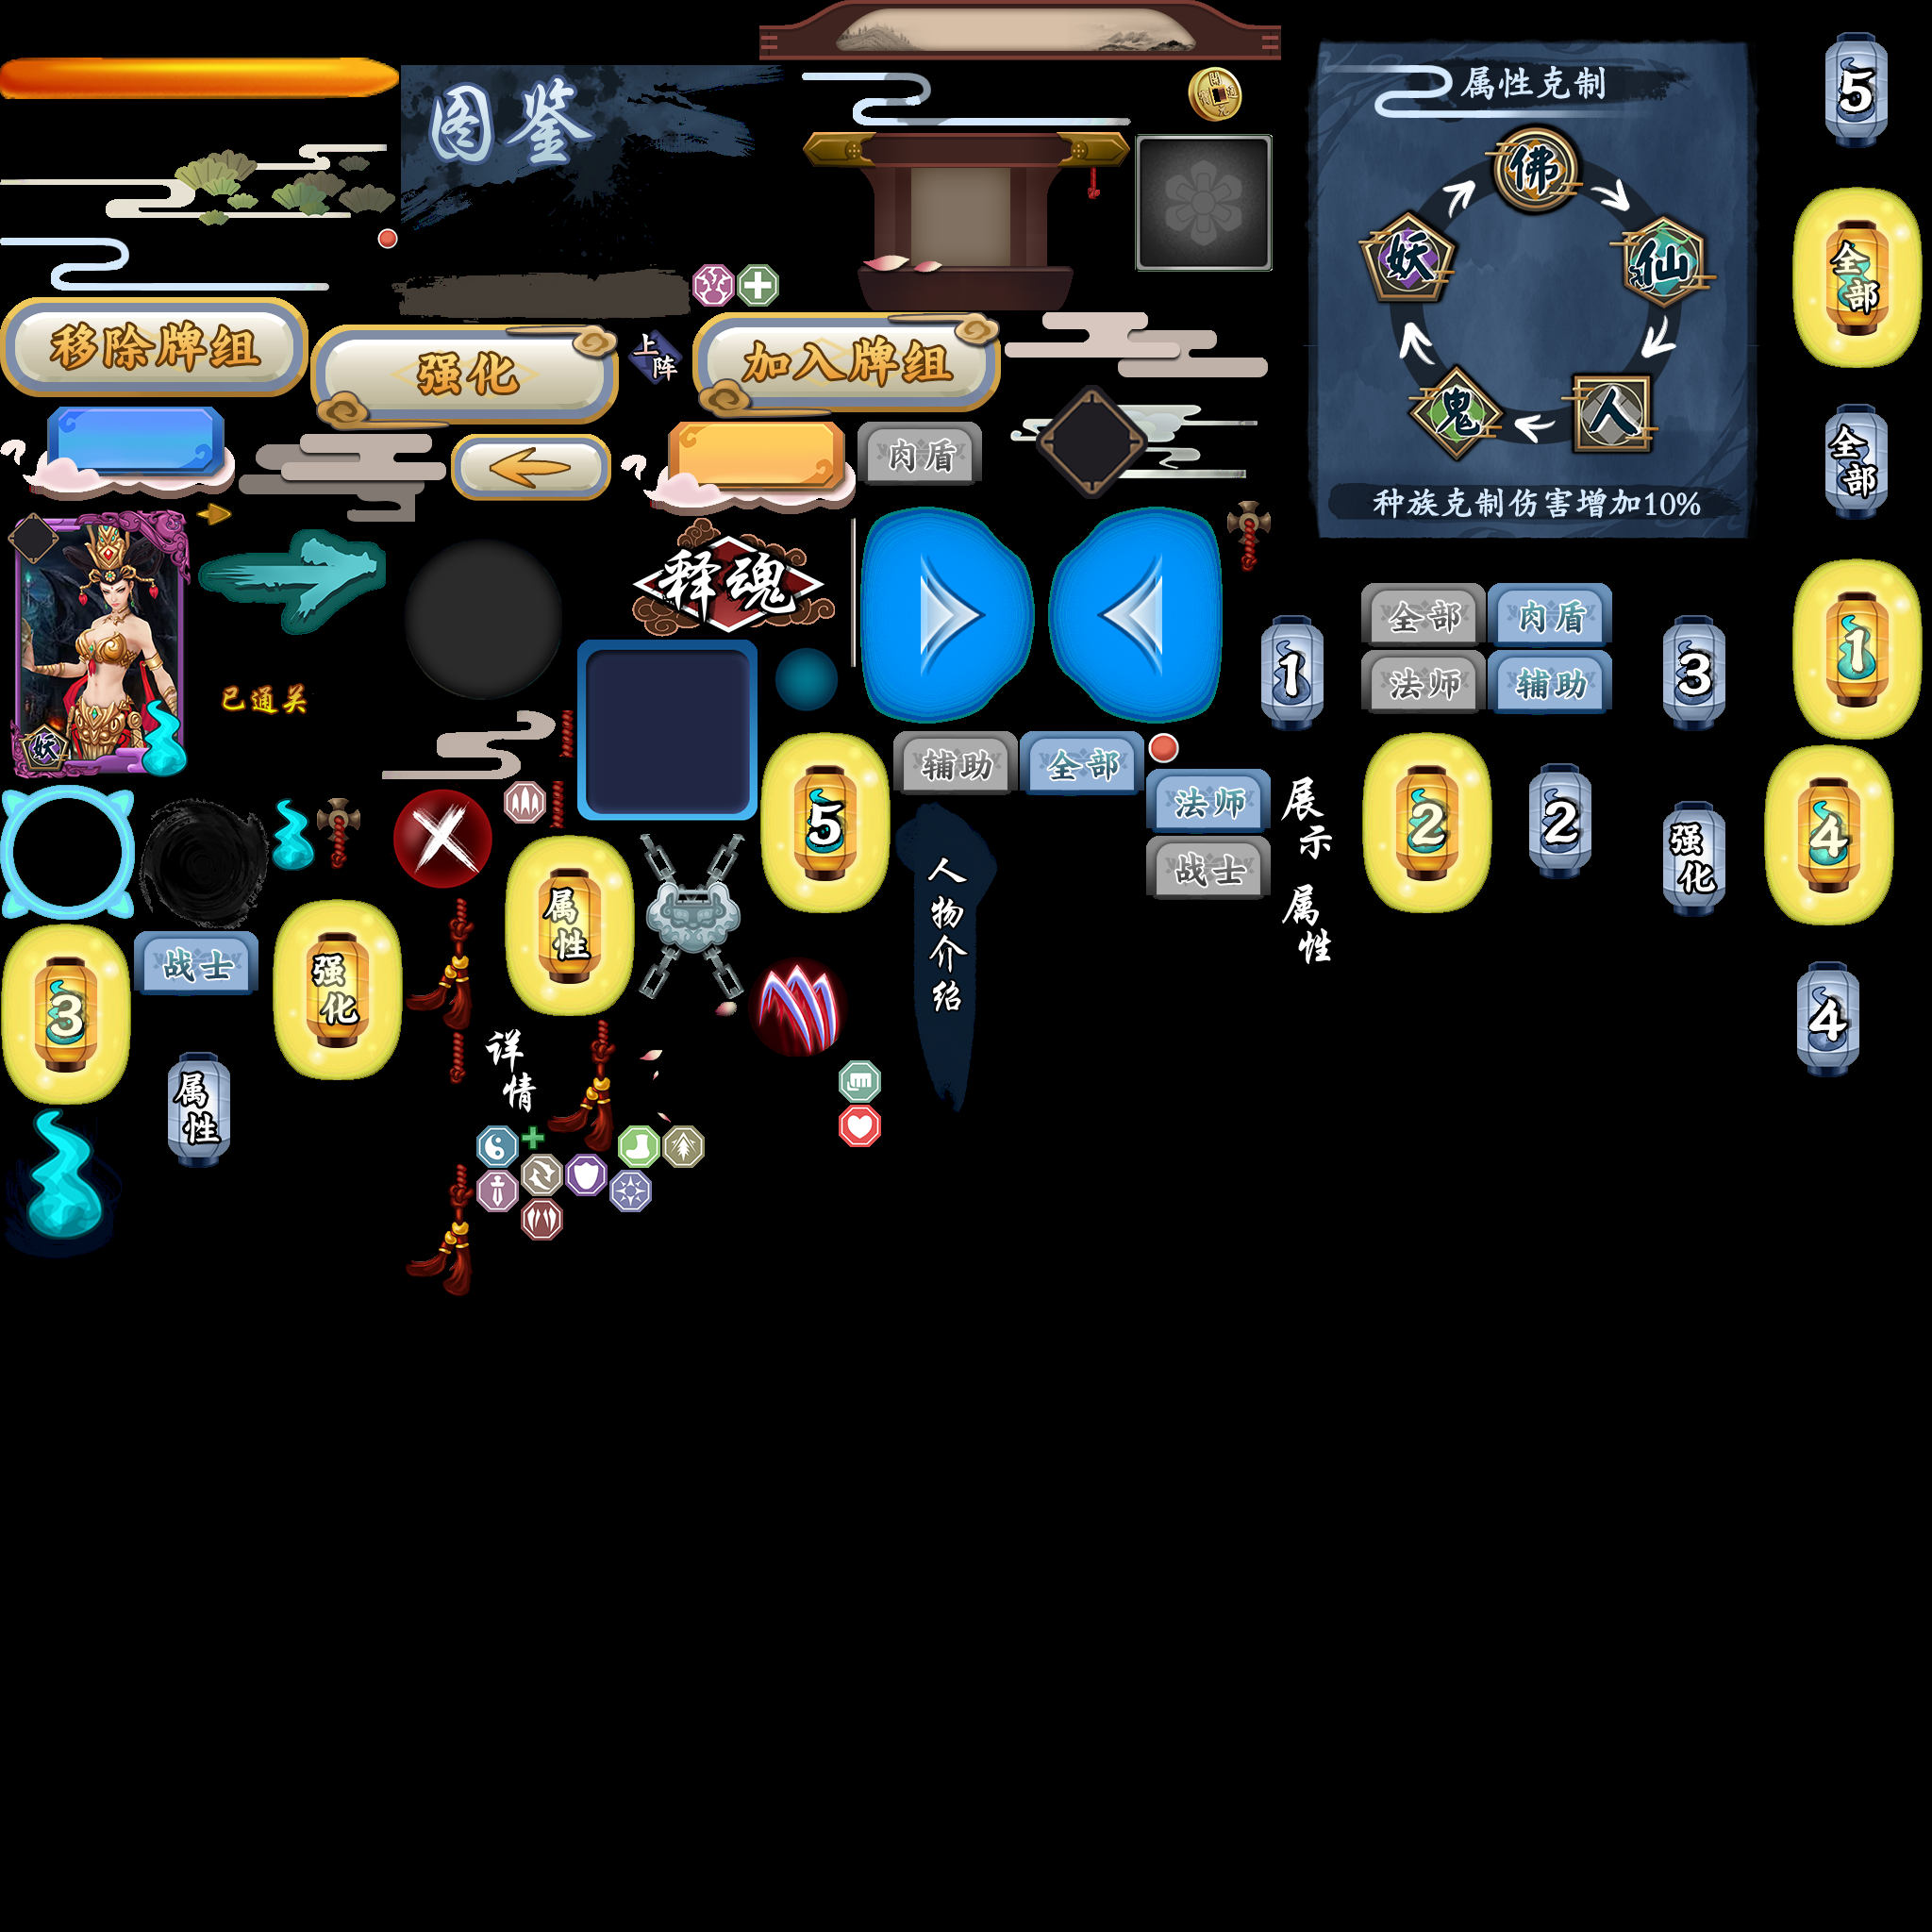 图鉴
属性克制
佛
妖
仙
鬼
人
种族克制伤害增加10%
5
全部
全部
移除牌组
强化
上阵
加入牌组
肉盾
释魂
已通关
妖
1
全部
肉盾
法师
辅助
3
1
辅助
全部
法师
战士
展示属性
5
2
2
强化
4
属性
人物介绍
3
战士
强化
属性
详情
4